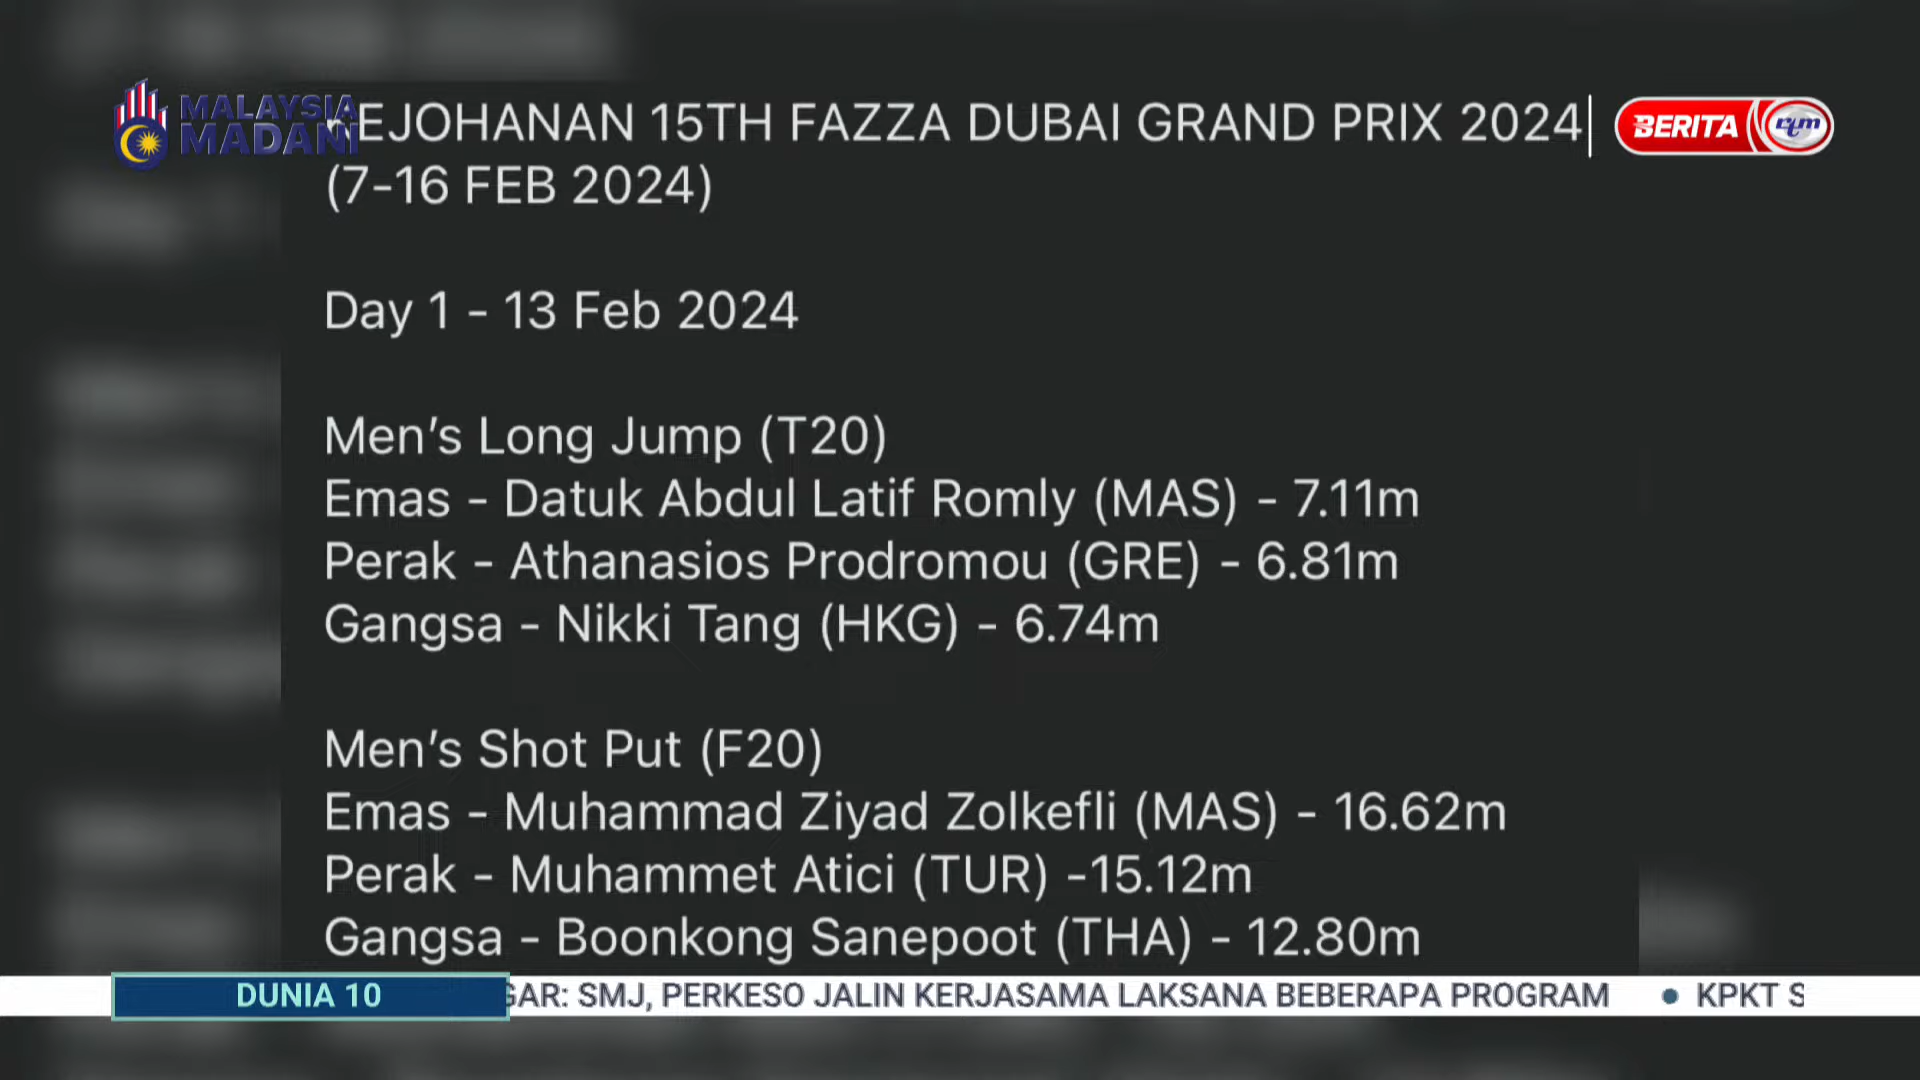 MALAYSIA
MADANI
EJOHANAN 15TH FAZZA DUBAI GRAND PRIX 2024
BERITA rtm
(7-16 FEB 2024)
Day 1 - 13 Feb 2024
Men's Long Jump (T20)
Emas - Datuk Abdul Latif Romly (MAS) - 7.11m
Perak - Athanasios Prodromou (GRE) - 6.81m
Gangsa - Nikki Tang (HKG) - 6.74m
Men's Shot Put (F20)
Emas - Muhammad Ziyad Zolkefli (MAS) - 16.62m
Perak - Muhammet Atici (TUR) -15.12m
Gangsa - Boonkong Sanepoot (THA) - 12.80m
DUNIA 10
GAR: SMJ, PERKESO JALIN KERJASAMA LAKSANA BEBERAPA PROGRAM • KPKT S